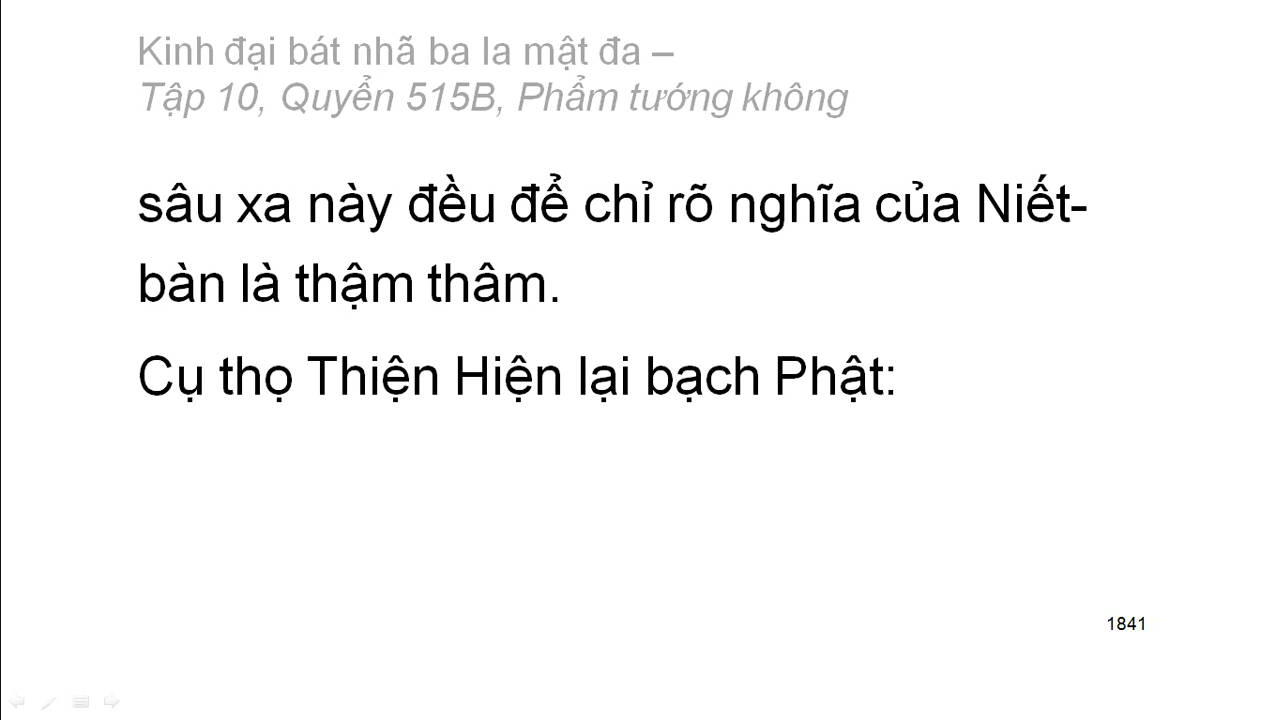 Kinh đại bát nhã ba la mật đa –
Tập 10, Quyển 515B, Phẩm tướng không
sâu xa này đều để chỉ rõ nghĩa của Niết-
bàn là thậm thâm.
Cụ thọ Thiện Hiện lại bạch Phật:
1841